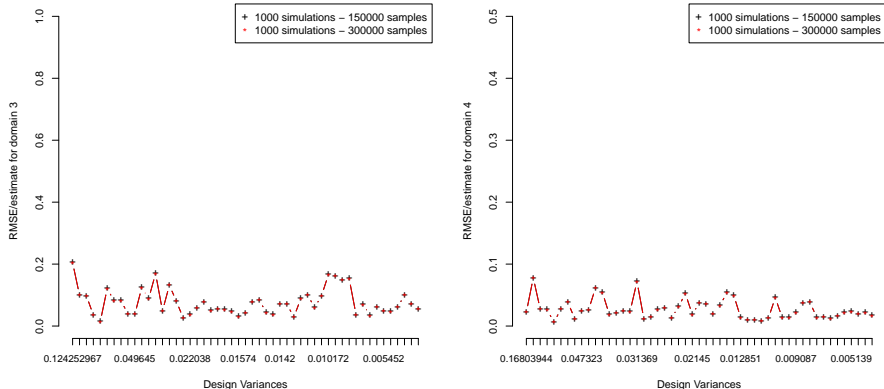 1000 simulations − 150000 samples
1000 simulations − 300000 samples
RMSE/estimate for domain 3
1.0
0.8
0.6
0.4
0.2
0.0
0.124252967 0.049645 0.022038 0.01574 0.0142 0.010172 0.005452
Design Variances
1000 simulations − 150000 samples
1000 simulations − 300000 samples
RMSE/estimate for domain 4
0.5
0.4
0.3
0.2
0.1
0.0
0.16803944 0.047323 0.031369 0.02145 0.012851 0.009087 0.005139
Design Variances